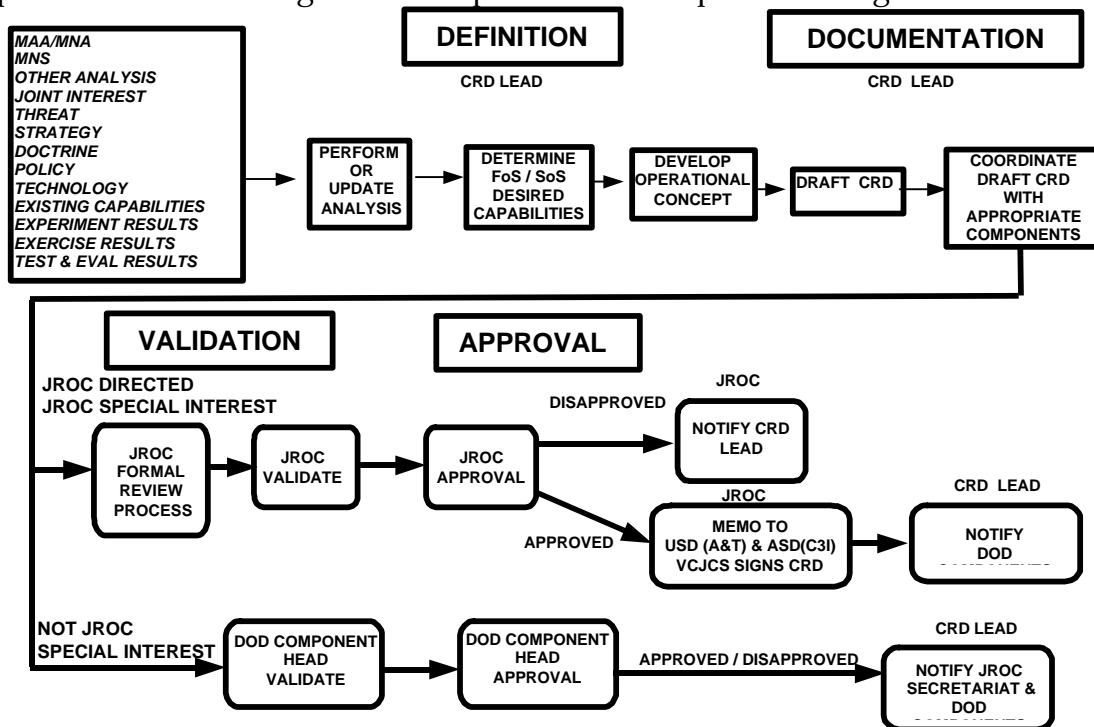 MAA/MNA
MNS
OTHER ANALYSIS
JOINT INTEREST
THREAT
STRATEGY
DOCTRINE
POLICY
TECHNOLOGY
EXISTING CAPABILITIES
EXPERIMENT RESULTS
EXERCISE RESULTS
TEST & EVAL RESULTS
DEFINITION
CRD LEAD
DOCUMENTATION
CRD LEAD
PERFORM
OR
UPDATE
ANALYSIS
DETERMINE
FoS / SoS
DESIRED
CAPABILITIES
DEVELOP
OPERATIONAL
CONCEPT
DRAFT CRD
COORDINATE
DRAFT CRD
WITH
APPROPRIATE
COMPONENTS
VALIDATION
APPROVAL
JROC DIRECTED
JROC SPECIAL INTEREST
JROC
FORMAL
REVIEW
PROCESS
JROC
VALIDATE
JROC
APPROVAL
DISAPPROVED
JROC
NOTIFY CRD
LEAD
APPROVED
JROC
MEMO TO
USD (A&T) & ASD(C3I)
VCJCS SIGNS CRD
CRD LEAD
NOTIFY
DOD
NOT JROC
SPECIAL INTEREST
DOD COMPONENT
HEAD
VALIDATE
DOD COMPONENT
HEAD
APPROVAL
APPROVED / DISAPPROVED
CRD LEAD
NOTIFY JROC
SECRETARIAT &
DOD